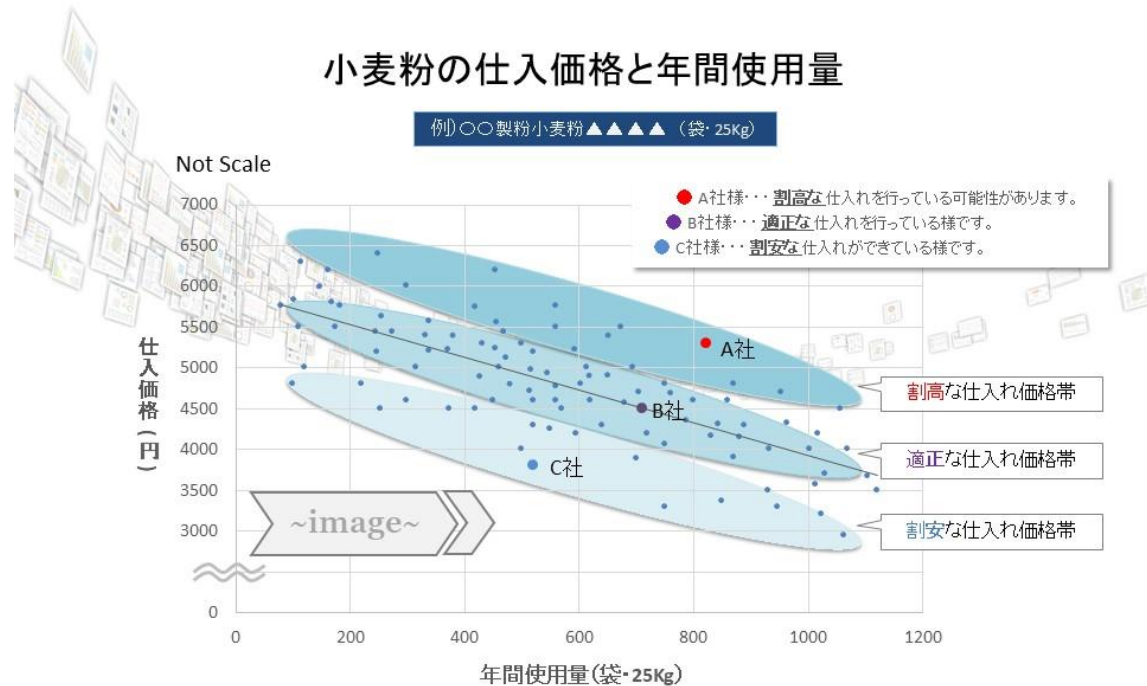 小麦粉の仕入価格と年間使用量
例)〇〇製粉小麦粉▲▲▲▲ (袋・25Kg)
Not Scale
A社様・・・割高な仕入れを行っている可能性があります。
B社様・・・適正な仕入れを行っている様です。
C社様・・・割安な仕入れができている様です。
7000
6500
6000
5500
5000
4500
4000
3500
3000
0
仕入価格(円)
A社
B社
C社
割高な仕入れ価格帯
適正な仕入れ価格帯
割安な仕入れ価格帯
~image~
0 200 400 600 800 1000 1200
年間使用量(袋・25Kg)